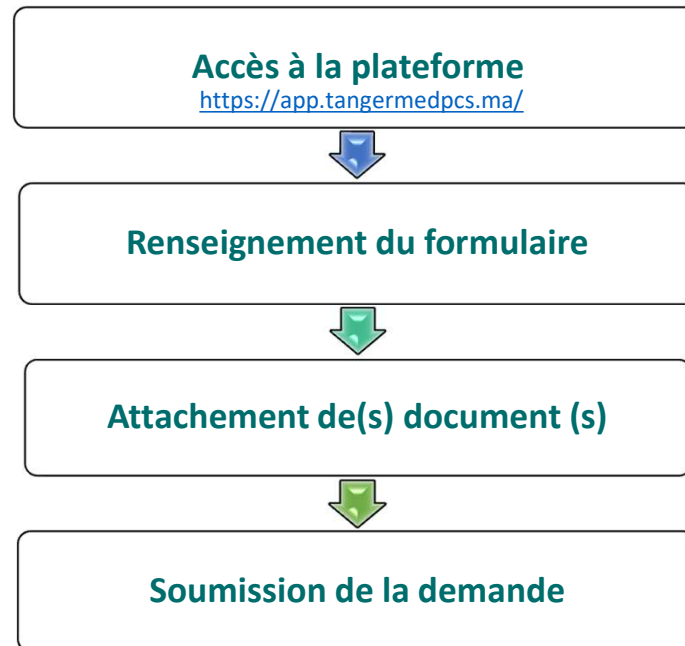 Accès à la plateforme
https://app.tangermedpcs.ma/
Renseignement du formulaire
Attachement de(s) document (s)
Soumission de la demande